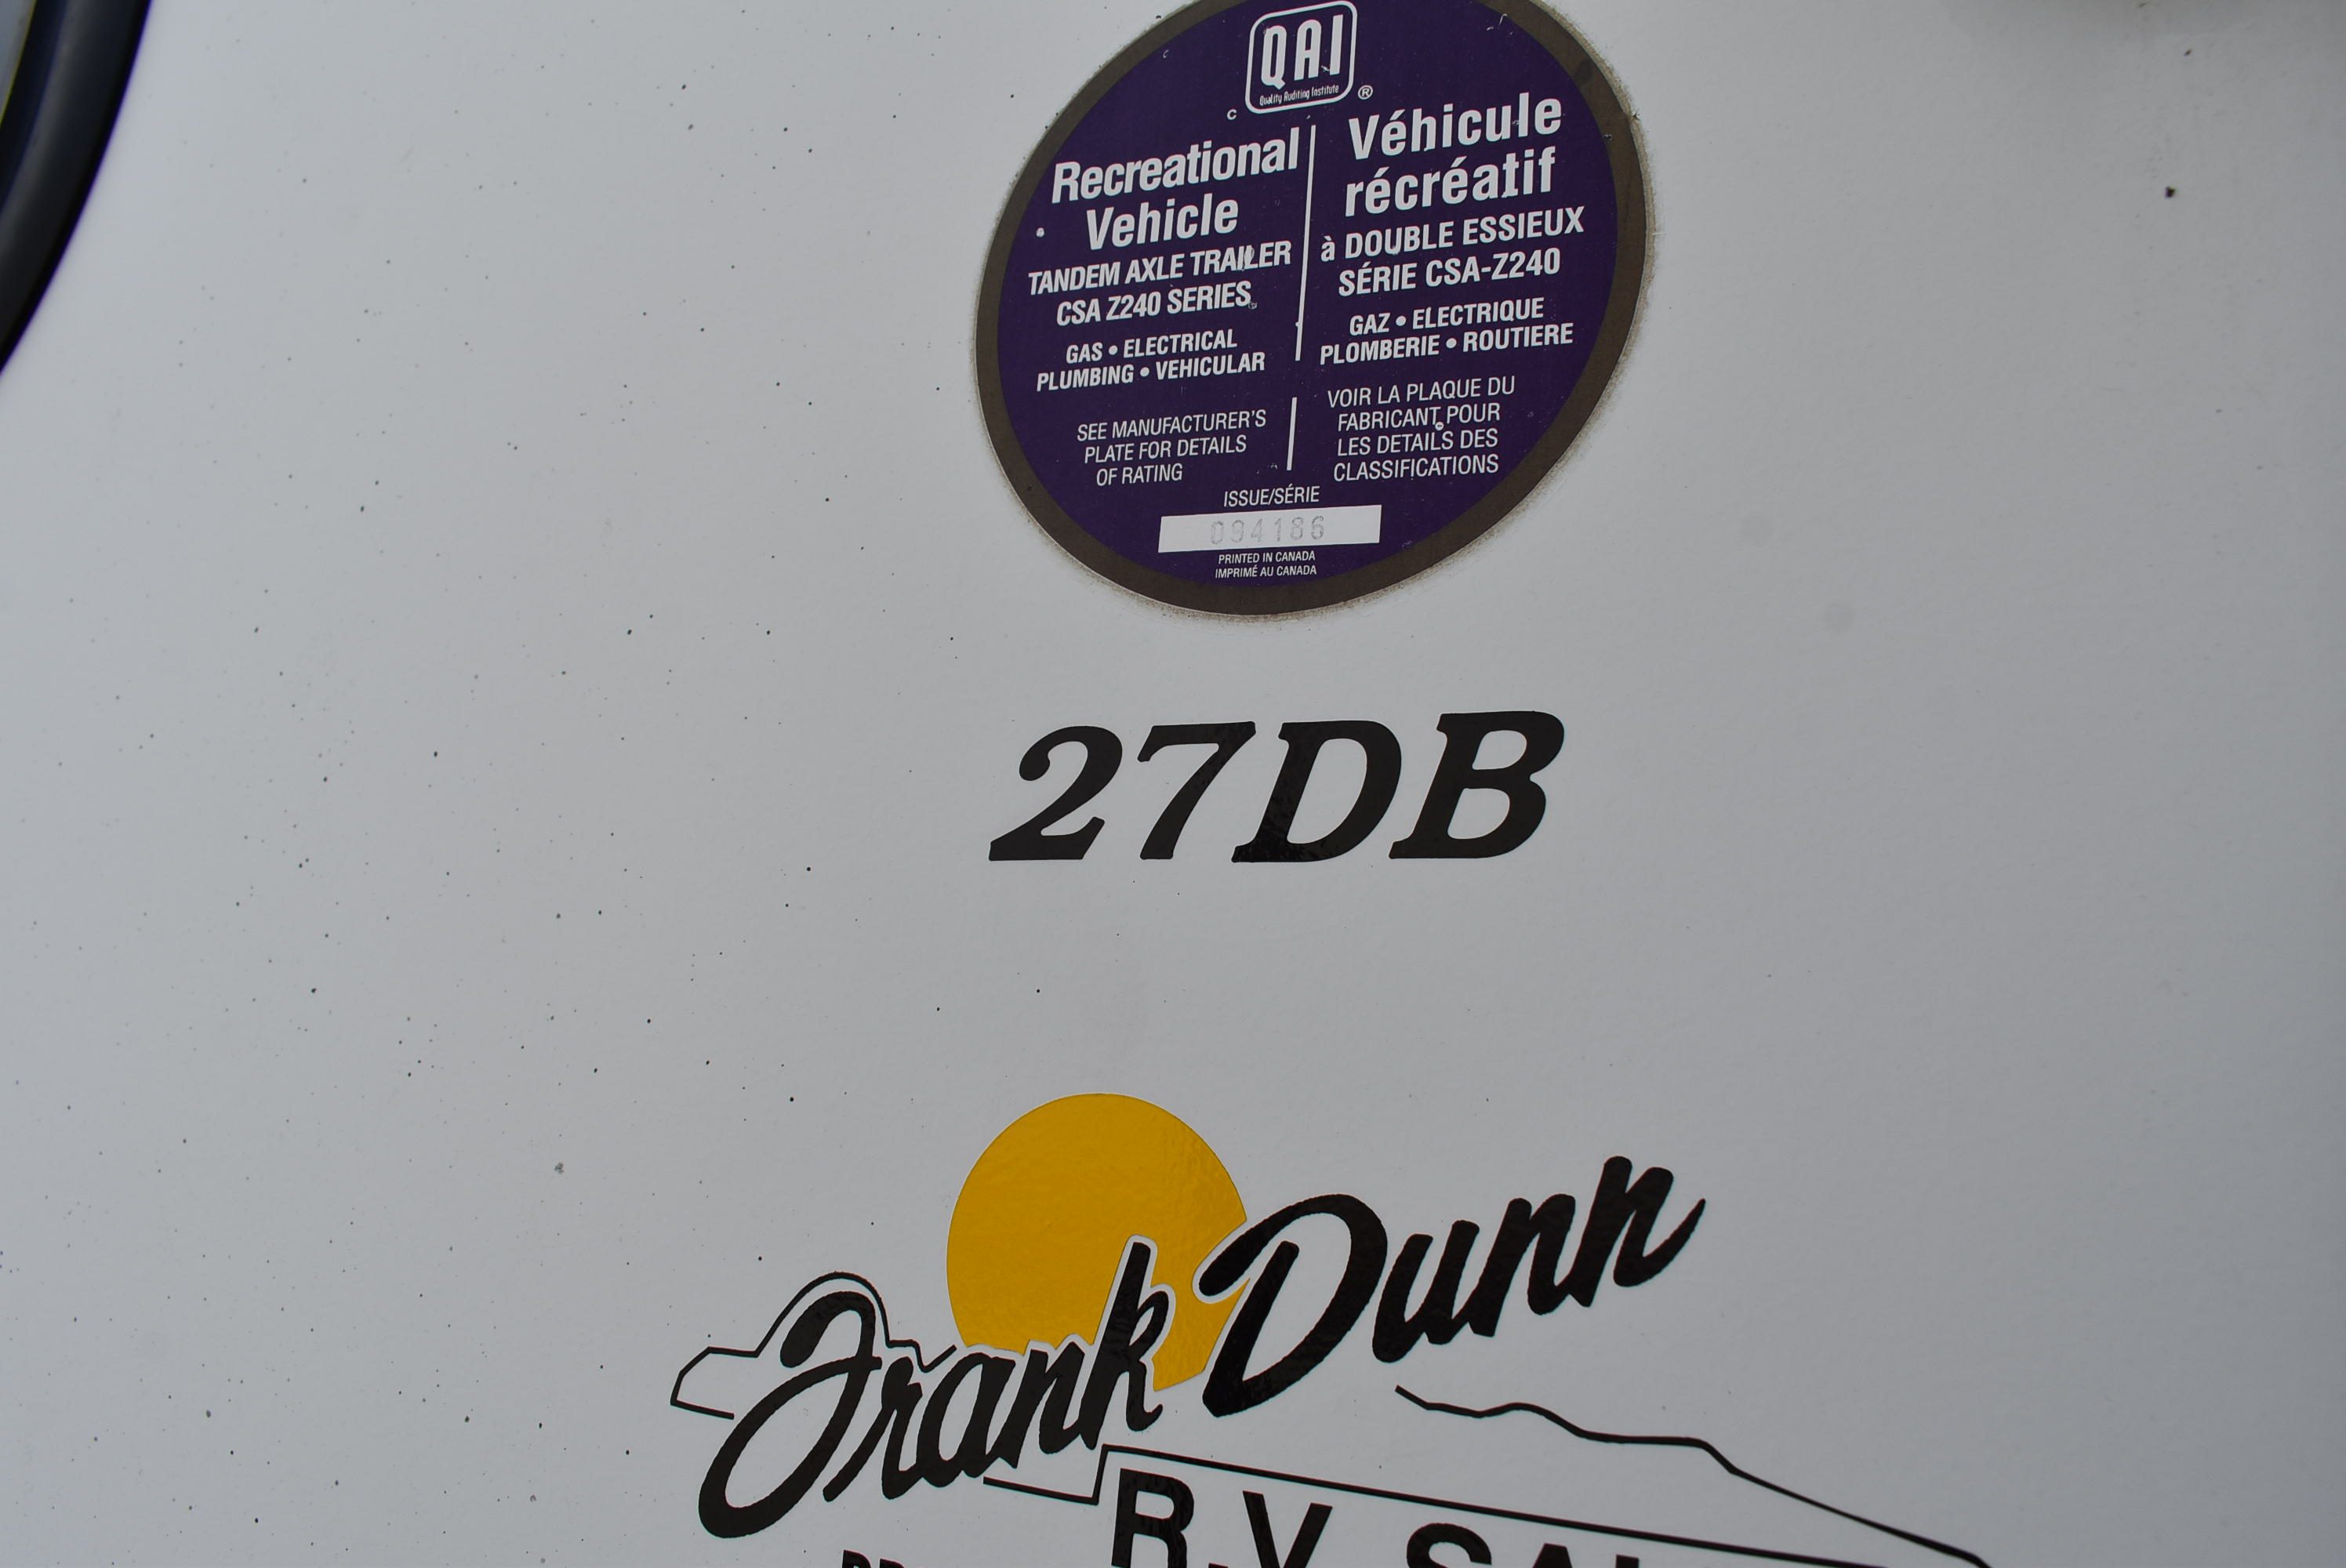 QAI
Quality Auditing Institute
C ®
Recreational
Vehicle
TANDEM AXLE TRAILER
CSA Z240 SERIES
GAS • ELECTRICAL
PLUMBING • VEHICULAR
SEE MANUFACTURER'S
PLATE FOR DETAILS
OF RATING
Véhicule
récréatif
à DOUBLE ESSIEUX
SÉRIE CSA-Z240
GAZ • ELECTRIQUE
PLOMBERIE • ROUTIERE
VOIR LA PLAQUE DU
FABRICANT POUR
LES DETAILS DES
CLASSIFICATIONS
ISSUE/SÉRIE
094186
PRINTED IN CANADA
IMPRIMÉ AU CANADA
27DB
Frank Dunn
R.V.